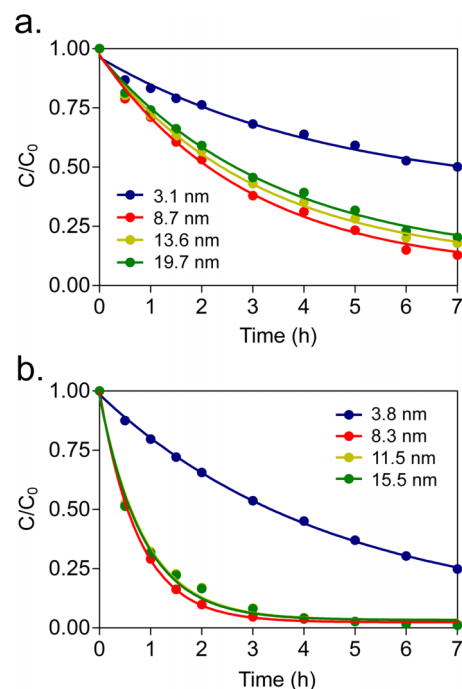 a.
1.00
0.75
0.50
0.25
0.00
C/C0
3.1 nm
8.7 nm
13.6 nm
19.7 nm
0 1 2 3 4 5 6 7
Time (h)
b.
1.00
0.75
0.50
0.25
0.00
C/C0
3.8 nm
8.3 nm
11.5 nm
15.5 nm
0 1 2 3 4 5 6 7
Time (h)